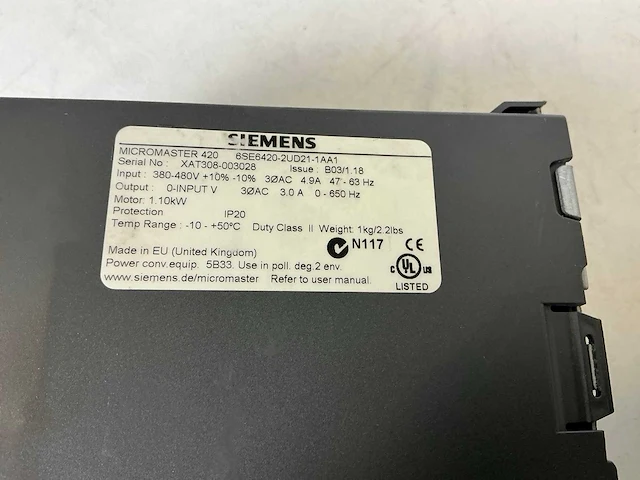 SIEMENS
MICROMASTER 420 6SE6420-2UD21-1AA1
Serial No : XAT308-003028 Issue : B03/1.18
Input : 380-480V +10% -10% 3ØAC 4.9A 47 - 63 Hz
Output : 0-INPUT V 3ØAC 3.0 A 0 - 650 Hz
Motor: 1.10kW
Protection IP20
Temp Range : -10 - +50°C Duty Class II Weight: 1kg/2.2lbs
N117 CE
Made in EU (United Kingdom)
Power conv.equip. 5B33. Use in poll. deg.2 env.
C UL US
www.siemens.de/micromaster Refer to user manual.
LISTED